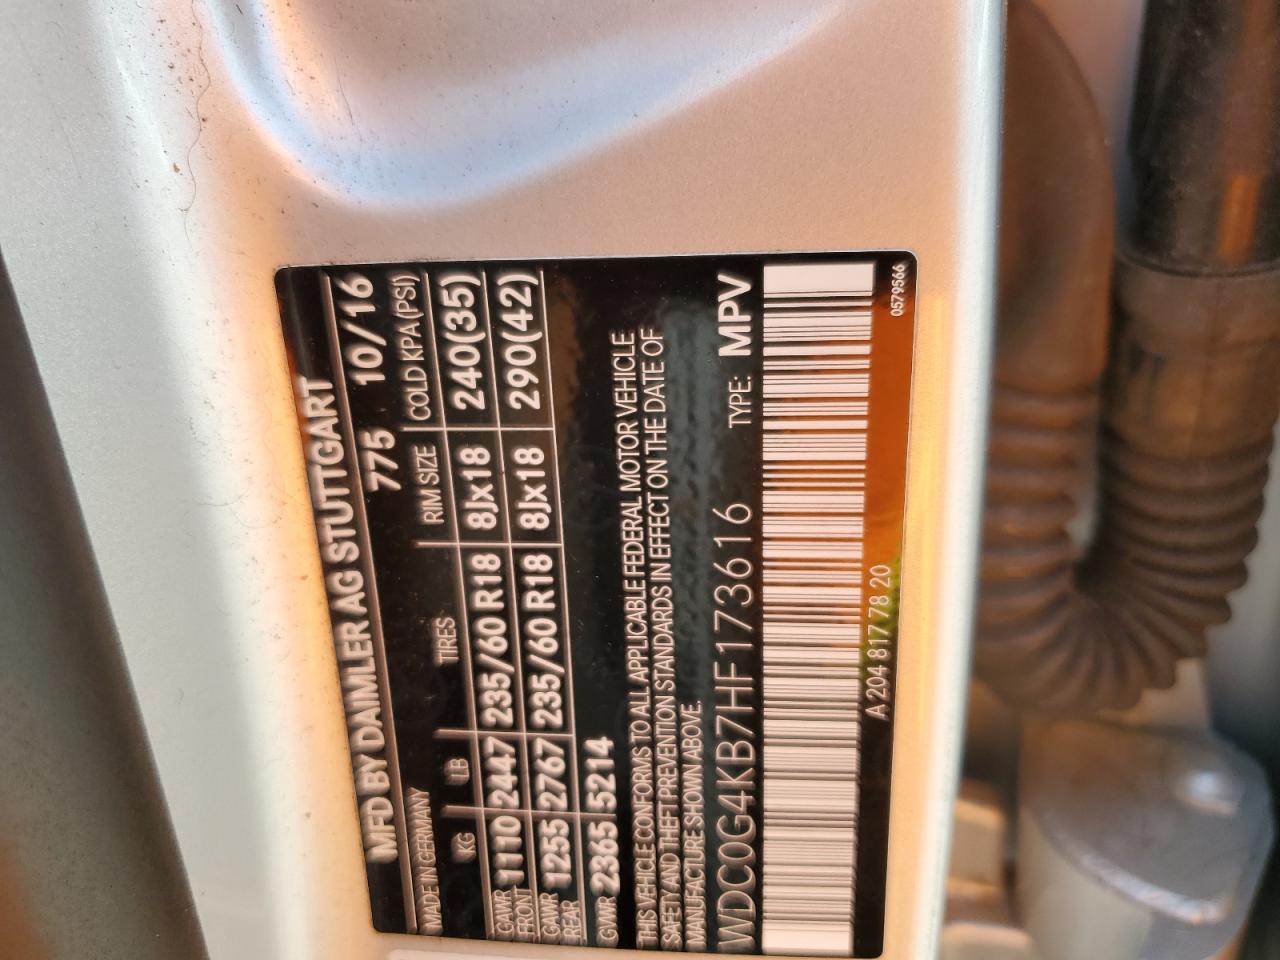 MFD BY DAIMLER AG STUTTGART
MADE IN GERMANY 775 10/16
KG LB TIRES RIM SIZE COLD KPA(PSI)
GAWR FRONT 1110 2447 235/60 R18 8Jx18 240(35)
GAWR REAR 1255 2767 235/60 R18 8Jx18 290(42)
GVWR 2365 5214
THIS VEHICLE CONFORMS TO ALL APPLICABLE FEDERAL MOTOR VEHICLE
SAFETY AND THEFT PREVENTION STANDARDS IN EFFECT ON THE DATE OF
MANUFACTURE SHOWN ABOVE.
WDC0G4KB7HF173616 TYPE: MPV
A 204 817 78 20
0579566